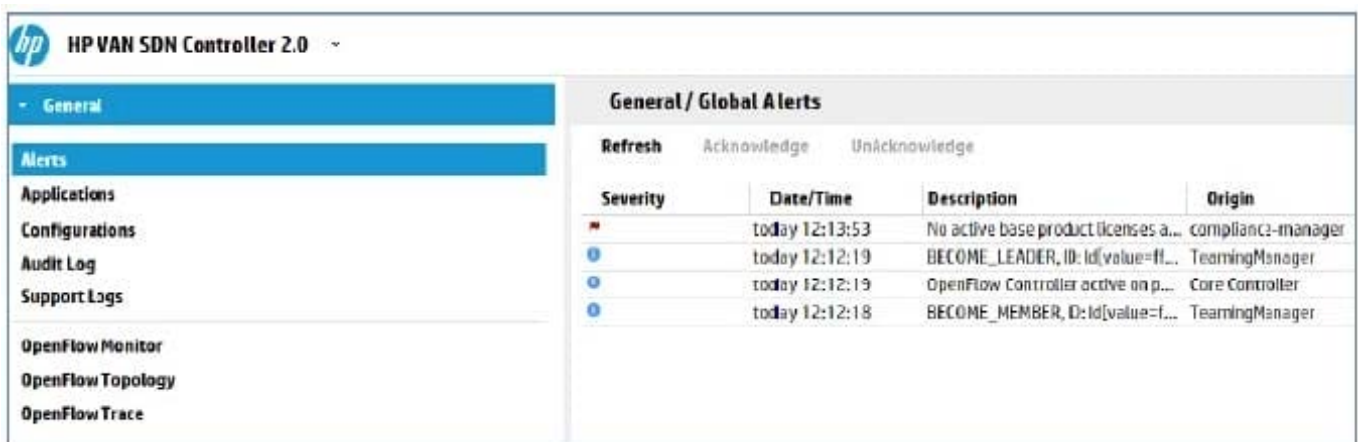 hp HP VAN SDN Controller 2.0
General
Alerts
Applications
Configurations
Audit Log
Support Logs
OpenFlow Monitor
OpenFlow Topology
OpenFlow Trace
General / Global Alerts
Refresh Acknowledge UnAcknowledge
Severity Date/Time Description Origin
today 12:13:53 No active base product licenses a... compliance-manager
today 12:12:19 BECOME_LEADER, ID: Id[value=ff... TeamingManager
today 12:12:19 OpenFlow Controller active on p... Core Controller
today 12:12:18 BECOME_MEMBER, ID: Id[value=f... TeamingManager